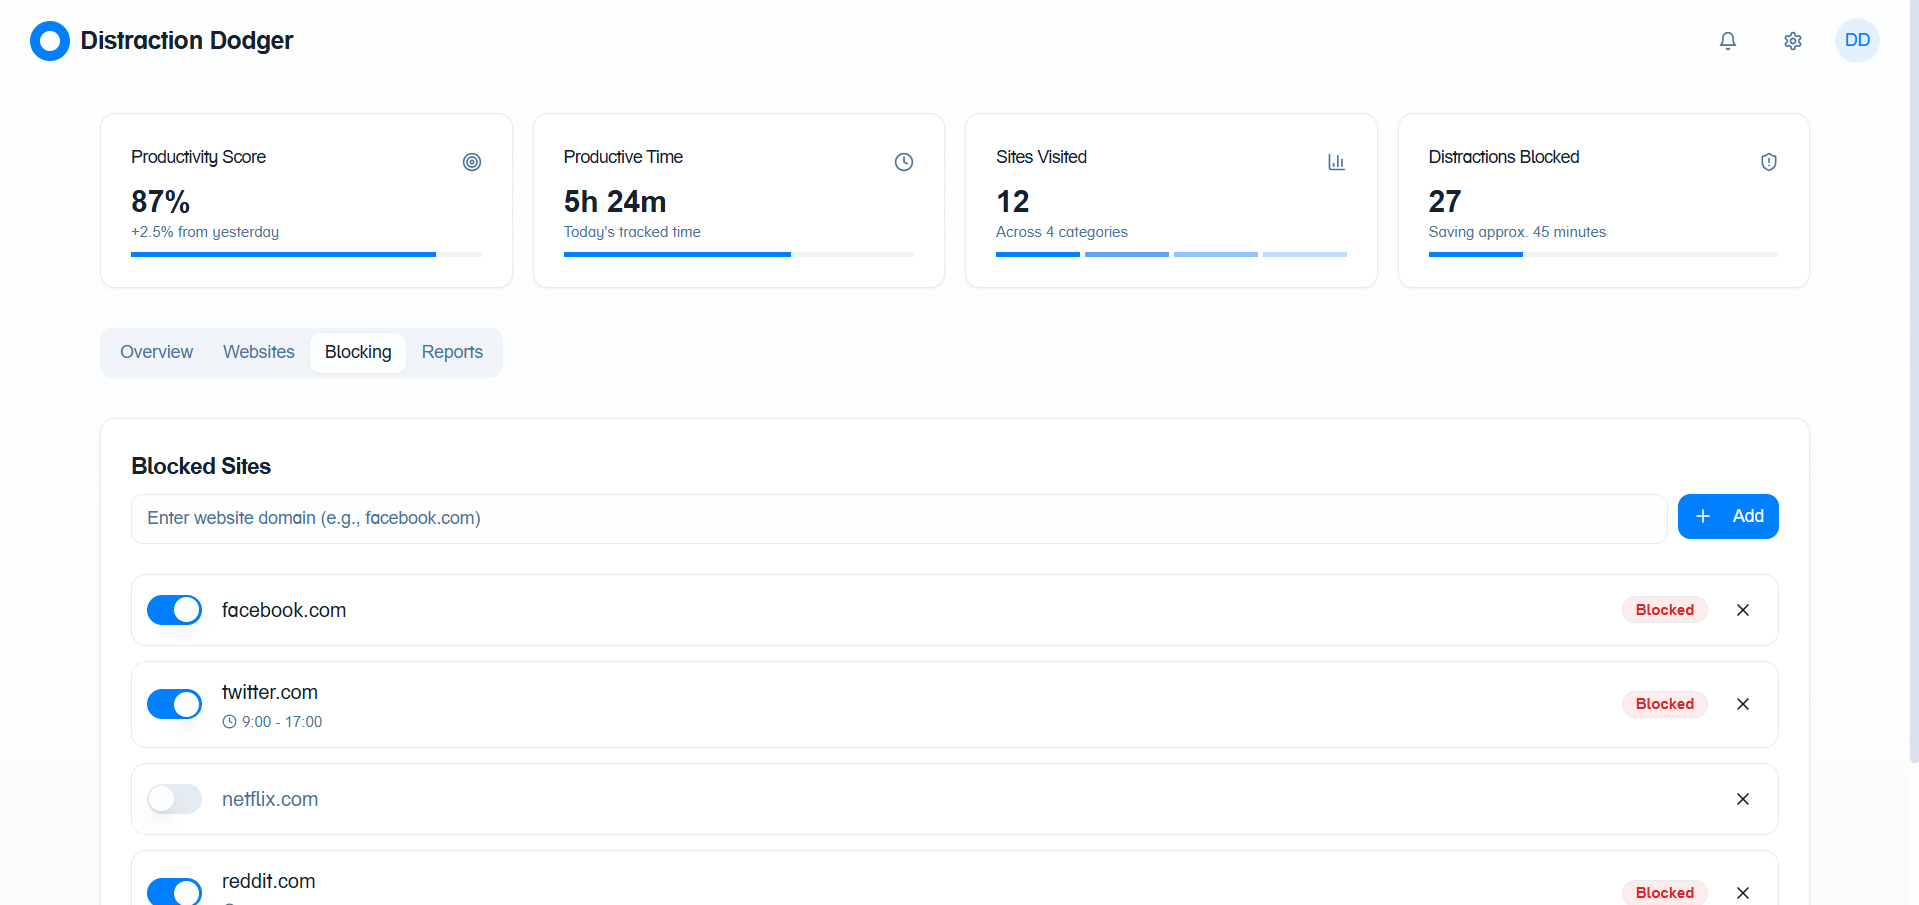 Distraction Dodger
DD
Productivity Score
87%
+2.5% from yesterday
Productive Time
5h 24m
Today's tracked time
Sites Visited
12
Across 4 categories
Distractions Blocked
27
Saving approx. 45 minutes
Overview
Websites
Blocking
Reports
Blocked Sites
Enter website domain (e.g., facebook.com)
Add
facebook.com
Blocked
twitter.com
9:00 - 17:00
Blocked
netflix.com
reddit.com
Blocked